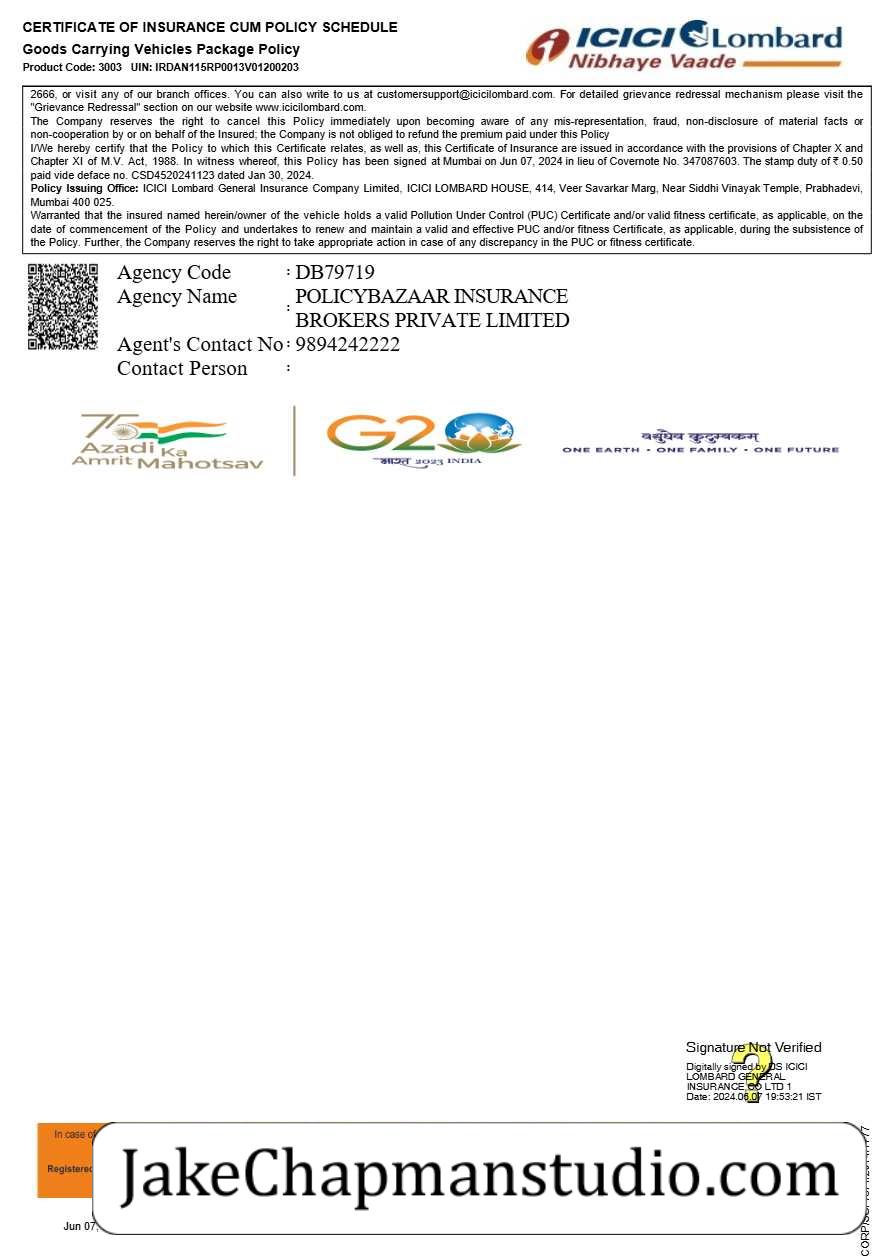 CERTIFICATE OF INSURANCE CUM POLICY SCHEDULE
Goods Carrying Vehicles Package Policy
Product Code: 3003 UIN: IRDAN115RP0013V01200203
ICICI Lombard
Nibhaye Vaade
2666, or visit any of our branch offices. You can also write to us at customersupport@icicilombard.com. For detailed grievance redressal mechanism please visit the
"Grievance Redressal" section on our website www.icicilombard.com.
The Company reserves the right to cancel this Policy immediately upon becoming aware of any mis-representation, fraud, non-disclosure of material facts or
non-cooperation by or on behalf of the Insured; the Company is not obliged to refund the premium paid under this Policy
I/We hereby certify that the Policy to which this Certificate relates, as well as, this Certificate of Insurance are issued in accordance with the provisions of Chapter X and
Chapter XI of M.V. Act, 1988. In witness whereof, this Policy has been signed at Mumbai on Jun 07, 2024 in lieu of Covernote No. 347087603. The stamp duty of ₹ 0.50
paid vide deface no. CSD4520241123 dated Jan 30, 2024.
Policy Issuing Office: ICICI Lombard General Insurance Company Limited, ICICI LOMBARD HOUSE, 414, Veer Savarkar Marg, Near Siddhi Vinayak Temple, Prabhadevi,
Mumbai 400 025.
Warranted that the insured named herein/owner of the vehicle holds a valid Pollution Under Control (PUC) Certificate and/or valid fitness certificate, as applicable, on the
date of commencement of the Policy and undertakes to renew and maintain a valid and effective PUC and/or fitness Certificate, as applicable, during the subsistence of
the Policy. Further, the Company reserves the right to take appropriate action in case of any discrepancy in the PUC or fitness certificate.
Agency Code : DB79719
Agency Name : POLICYBAZAAR INSURANCE
BROKERS PRIVATE LIMITED
Agent's Contact No : 9894242222
Contact Person :
75
Azadi Ka
Amrit Mahotsav
G20
भारत 2023 INDIA
वसुधैव कुटुम्बकम्
ONE EARTH • ONE FAMILY • ONE FUTURE
Signature Not Verified
Digitally signed by DS ICICI
LOMBARD GENERAL
INSURANCE CO LTD 1
Date: 2024.06.07 19:53:21 IST
In case of
Registered
JakeChapmanstudio.com
Jun 07,